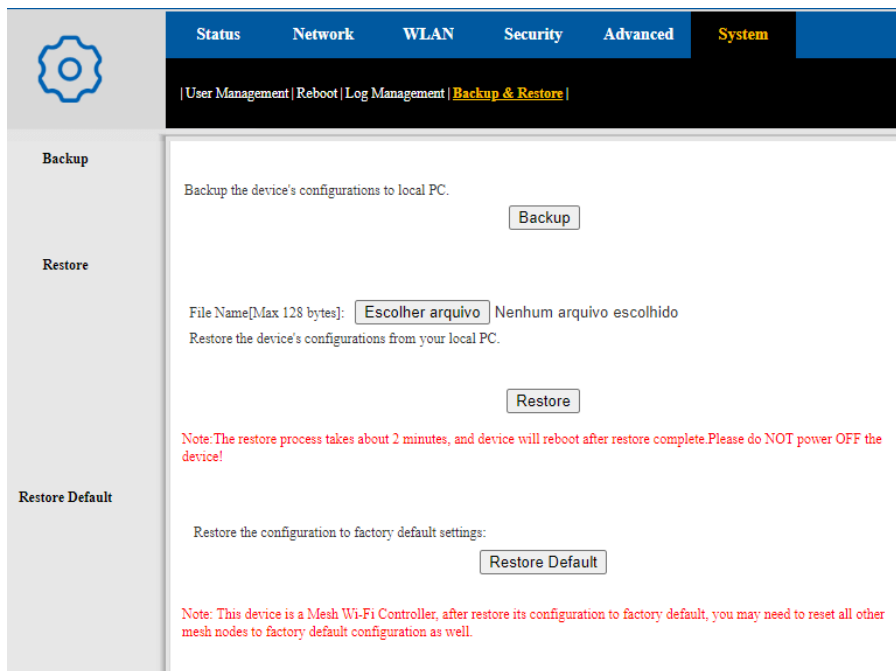 Status Network WLAN Security Advanced System
|User Management|Reboot|Log Management|Backup & Restore|
Backup
Backup the device's configurations to local PC.
Backup
Restore
File Name[Max 128 bytes]: Escolher arquivo Nenhum arquivo escolhido
Restore the device's configurations from your local PC.
Restore
Note:The restore process takes about 2 minutes, and device will reboot after restore complete.Please do NOT power OFF the
device!
Restore Default
Restore the configuration to factory default settings:
Restore Default
Note: This device is a Mesh Wi-Fi Controller, after restore its configuration to factory default, you may need to reset all other
mesh nodes to factory default configuration as well.